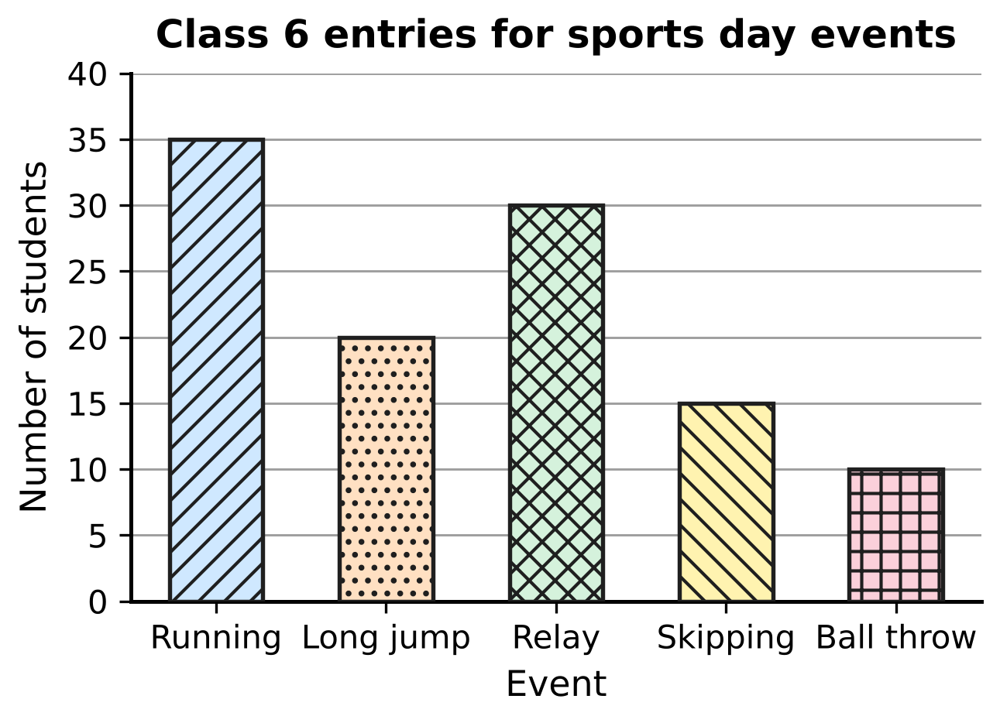 Class 6 entries for sports day events
Number of students
40
35
30
25
20
15
10
5
0
Running Long jump Relay Skipping Ball throw
Event